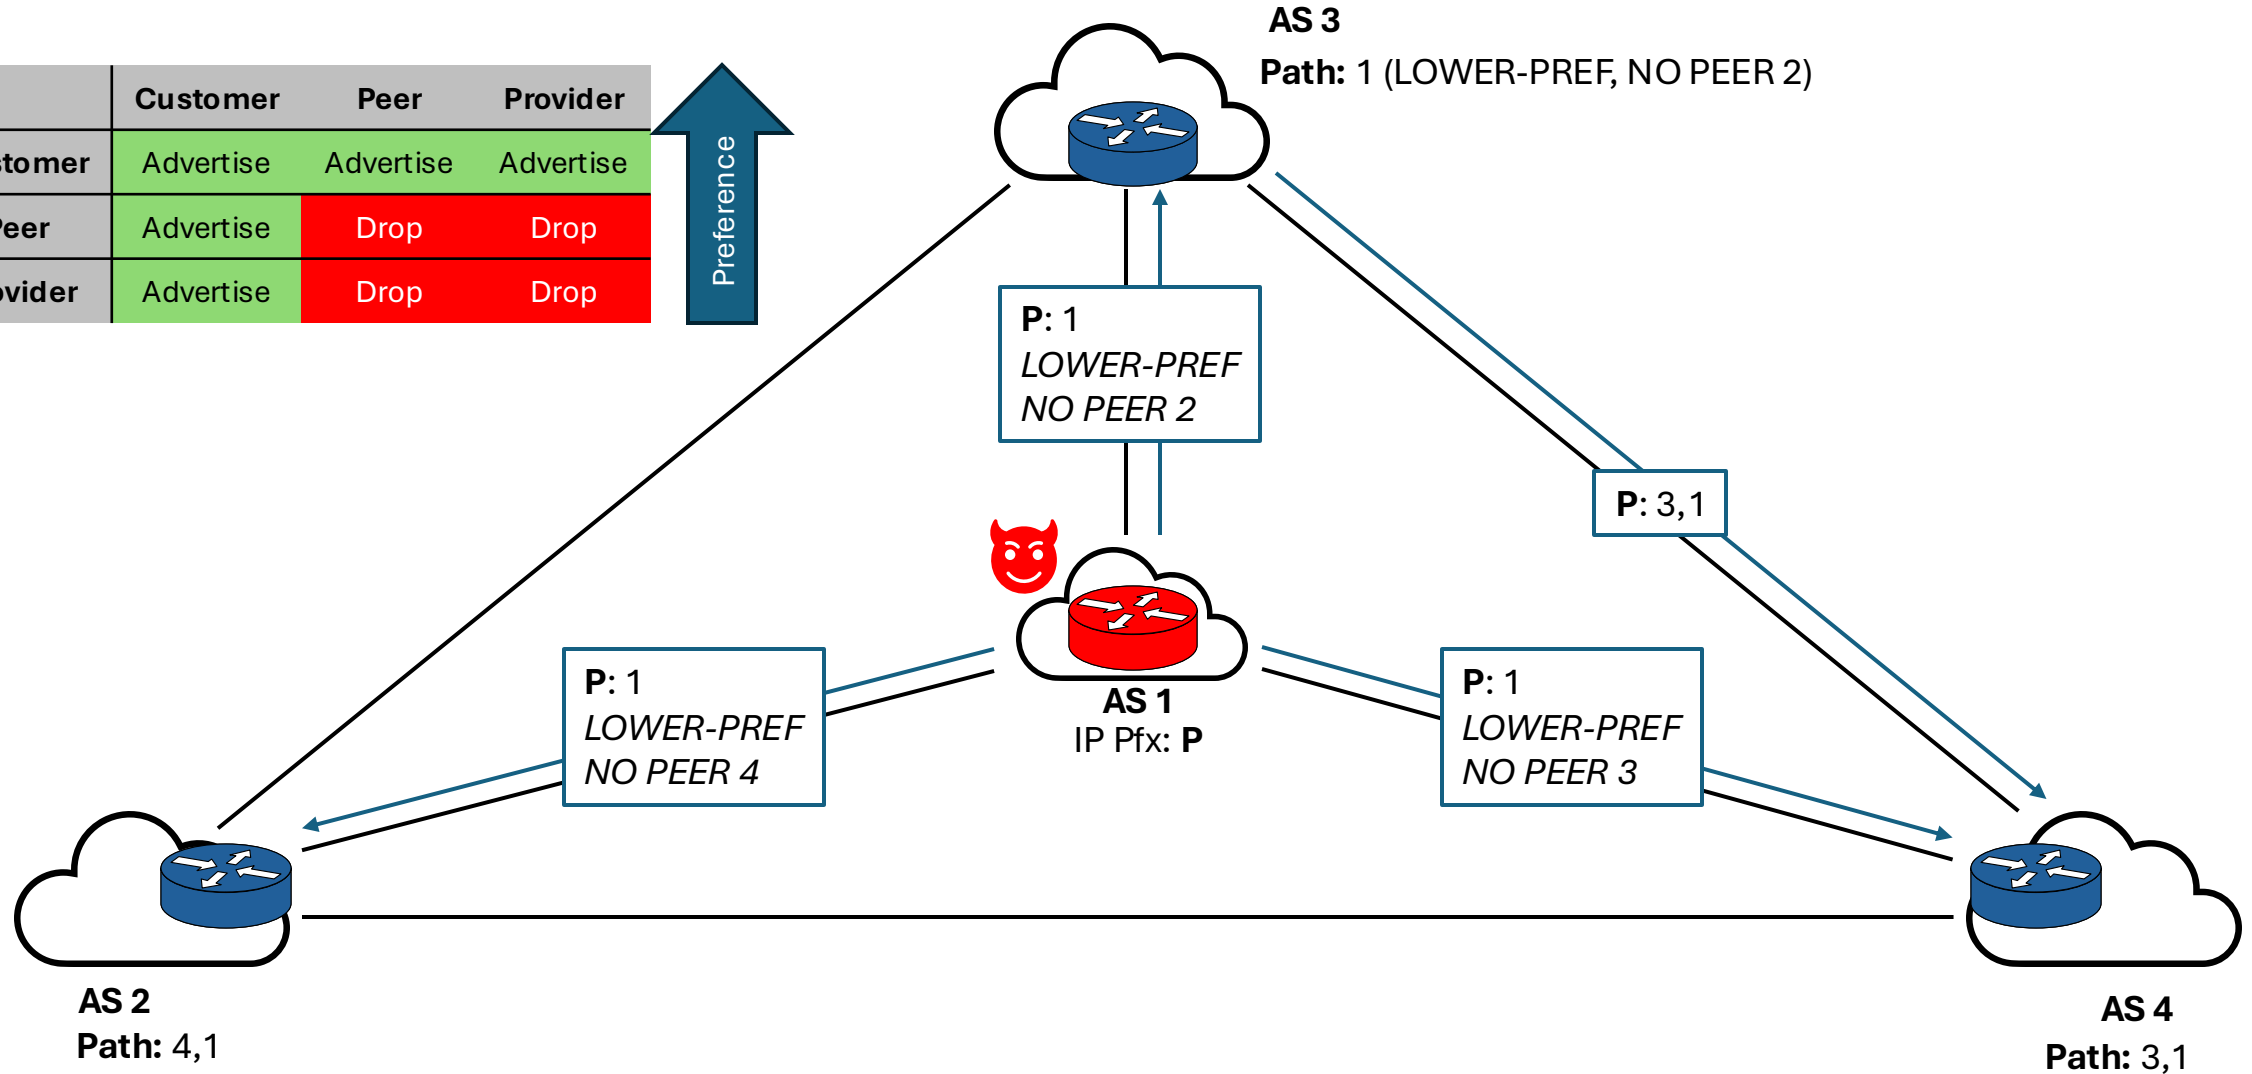 AS 3
Path: 1 (LOWER-PREF, NO PEER 2)
Customer Peer Provider
stomer Advertise Advertise Advertise
Peer Advertise Drop Drop
vider Advertise Drop Drop
Preference
P: 1
LOWER-PREF
NO PEER 2
P: 3,1
P: 1
LOWER-PREF
NO PEER 4
AS 1
IP Pfx: P
P: 1
LOWER-PREF
NO PEER 3
AS 2
Path: 4,1
AS 4
Path: 3,1